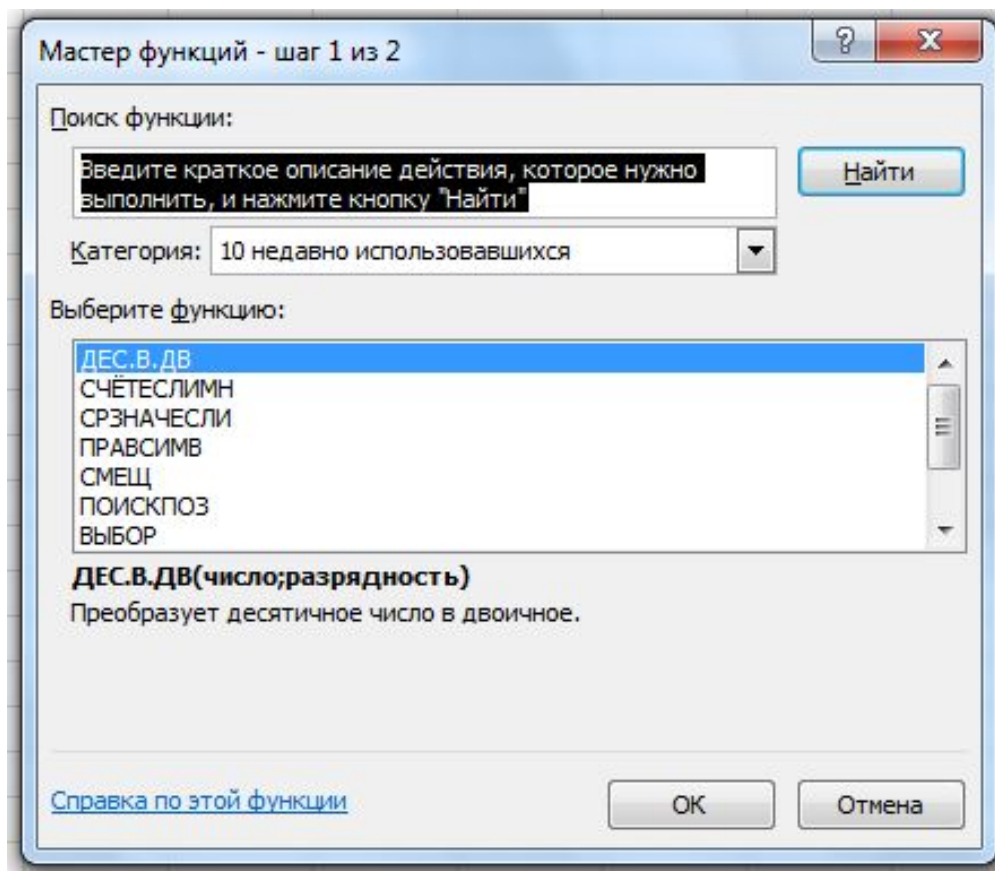 Мастер функций - шаг 1 из 2
Поиск функции:
Введите краткое описание действия, которое нужно
выполнить, и нажмите кнопку "Найти"
Найти
Категория: 10 недавно использовавшихся
Выберите функцию:
ДЕС.В.ДВ
СЧЁТЕСЛИМН
СРЗНАЧЕСЛИ
ПРАВСИМВ
СМЕЩ
ПОИСКПОЗ
ВЫБОР
ДЕС.В.ДВ(число;разрядность)
Преобразует десятичное число в двоичное.
Справка по этой функции
ОК
Отмена